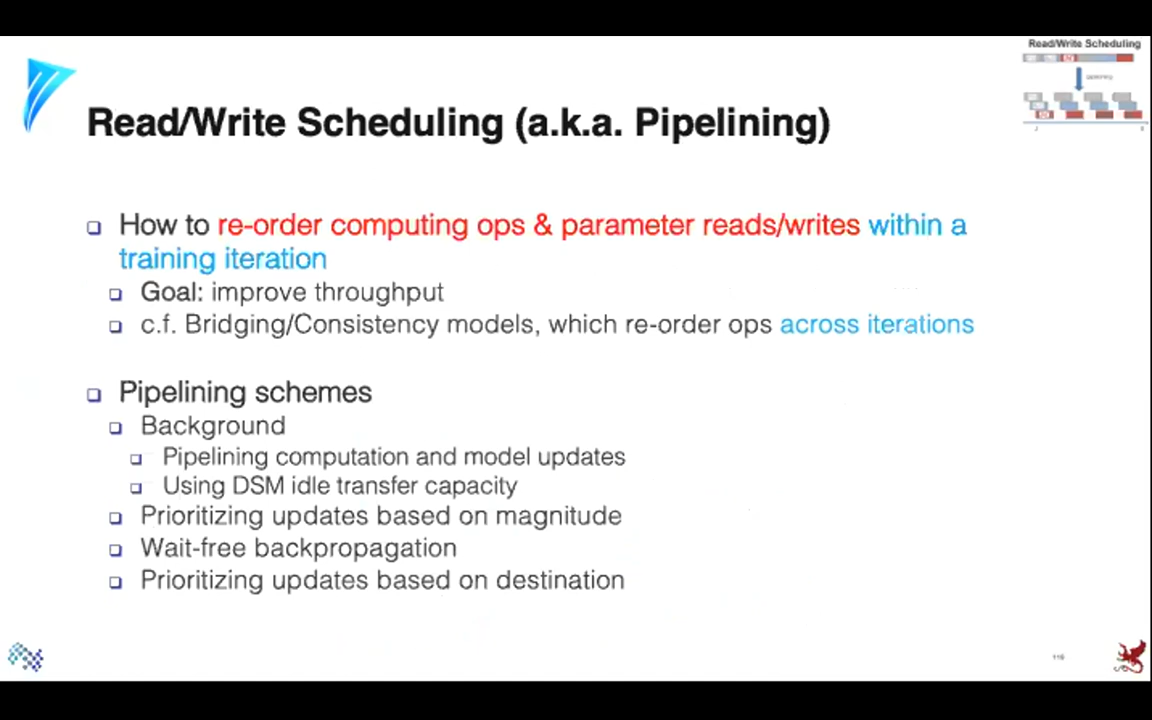 Read/Write Scheduling
Read/Write Scheduling (a.k.a. Pipelining)
How to re-order computing ops & parameter reads/writes within a
training iteration
Goal: improve throughput
c.f. Bridging/Consistency models, which re-order ops across iterations
Pipelining schemes
Background
Pipelining computation and model updates
Using DSM idle transfer capacity
Prioritizing updates based on magnitude
Wait-free backpropagation
Prioritizing updates based on destination